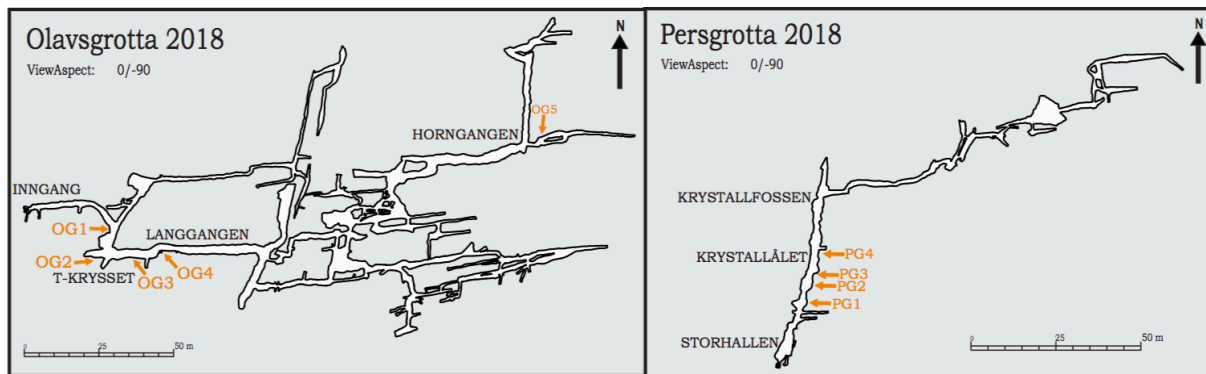 Olavsgrotta 2018
ViewAspect: 0/-90
N
OG5
HORNGANGEN
INNGANG
OG1
LANGGANGEN
OG2
OG3
OG4
T-KRYSSET
0 25 50 m
Persgrotta 2018
ViewAspect: 0/-90
N
KRYSTALLFOSSEN
KRYSTALLÅLET
PG4
PG3
PG2
PG1
STORHALLEN
0 25 50 m